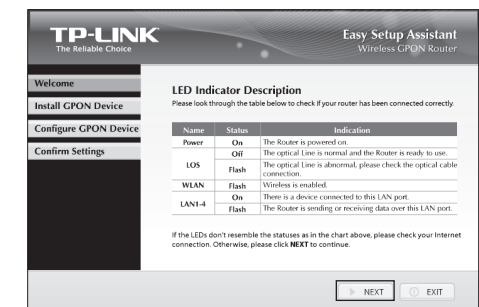 TP-LINK
The Reliable Choice
Easy Setup Assistant
Wireless GPON Router
Welcome
Install GPON Device
Configure GPON Device
Confirm Settings
LED Indicator Description
Please look through the table below to check if your router has been connected correctly.
Name Status Indication
Power On The Router is powered on.
LOS Off The optical Line is normal and the Router is ready to use.
Flash The optical Line is abnormal, please check the optical cable
connection.
WLAN Flash Wireless is enabled.
LAN1-4 On There is a device connected to this LAN port.
Flash The Router is sending or receiving data over this LAN port.
If the LEDs don't resemble the statuses as in the chart above, please check your Internet
connection. Otherwise, please click NEXT to continue.
NEXT
EXIT